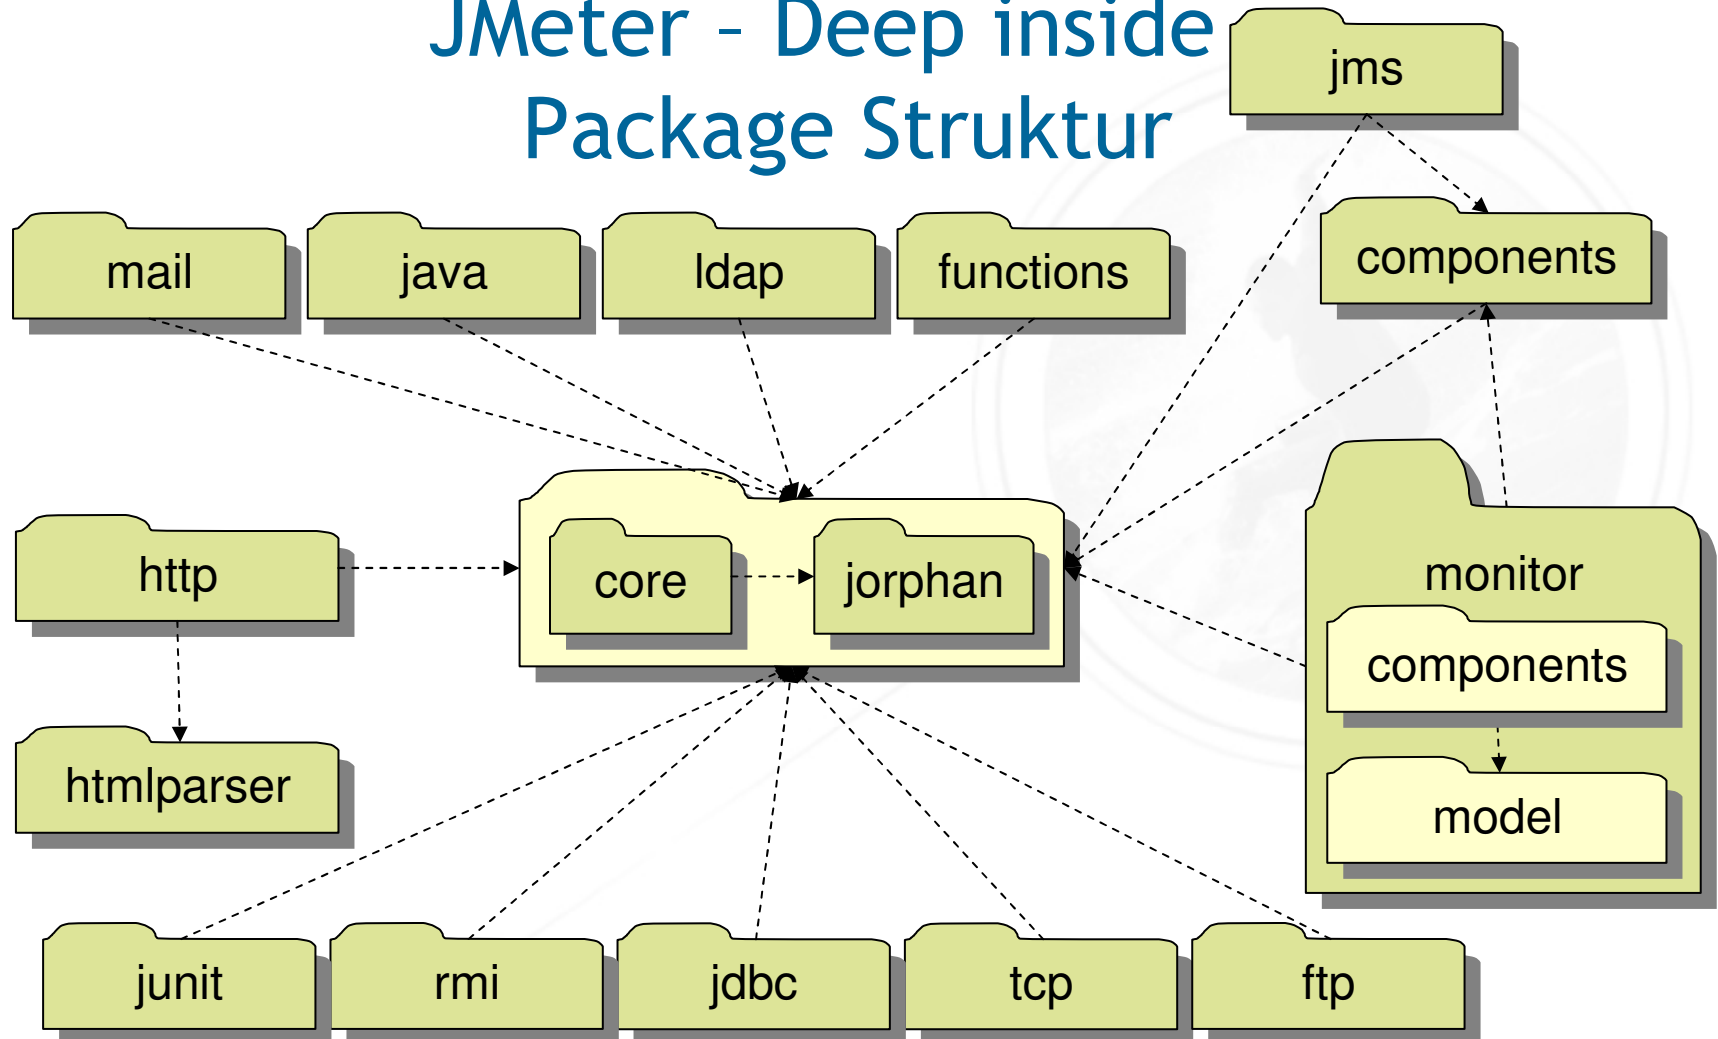 JMeter – Deep inside
Package Struktur
jms
mail
java
ldap
functions
components
http
core
jorphan
monitor
components
model
htmlparser
junit
rmi
jdbc
tcp
ftp